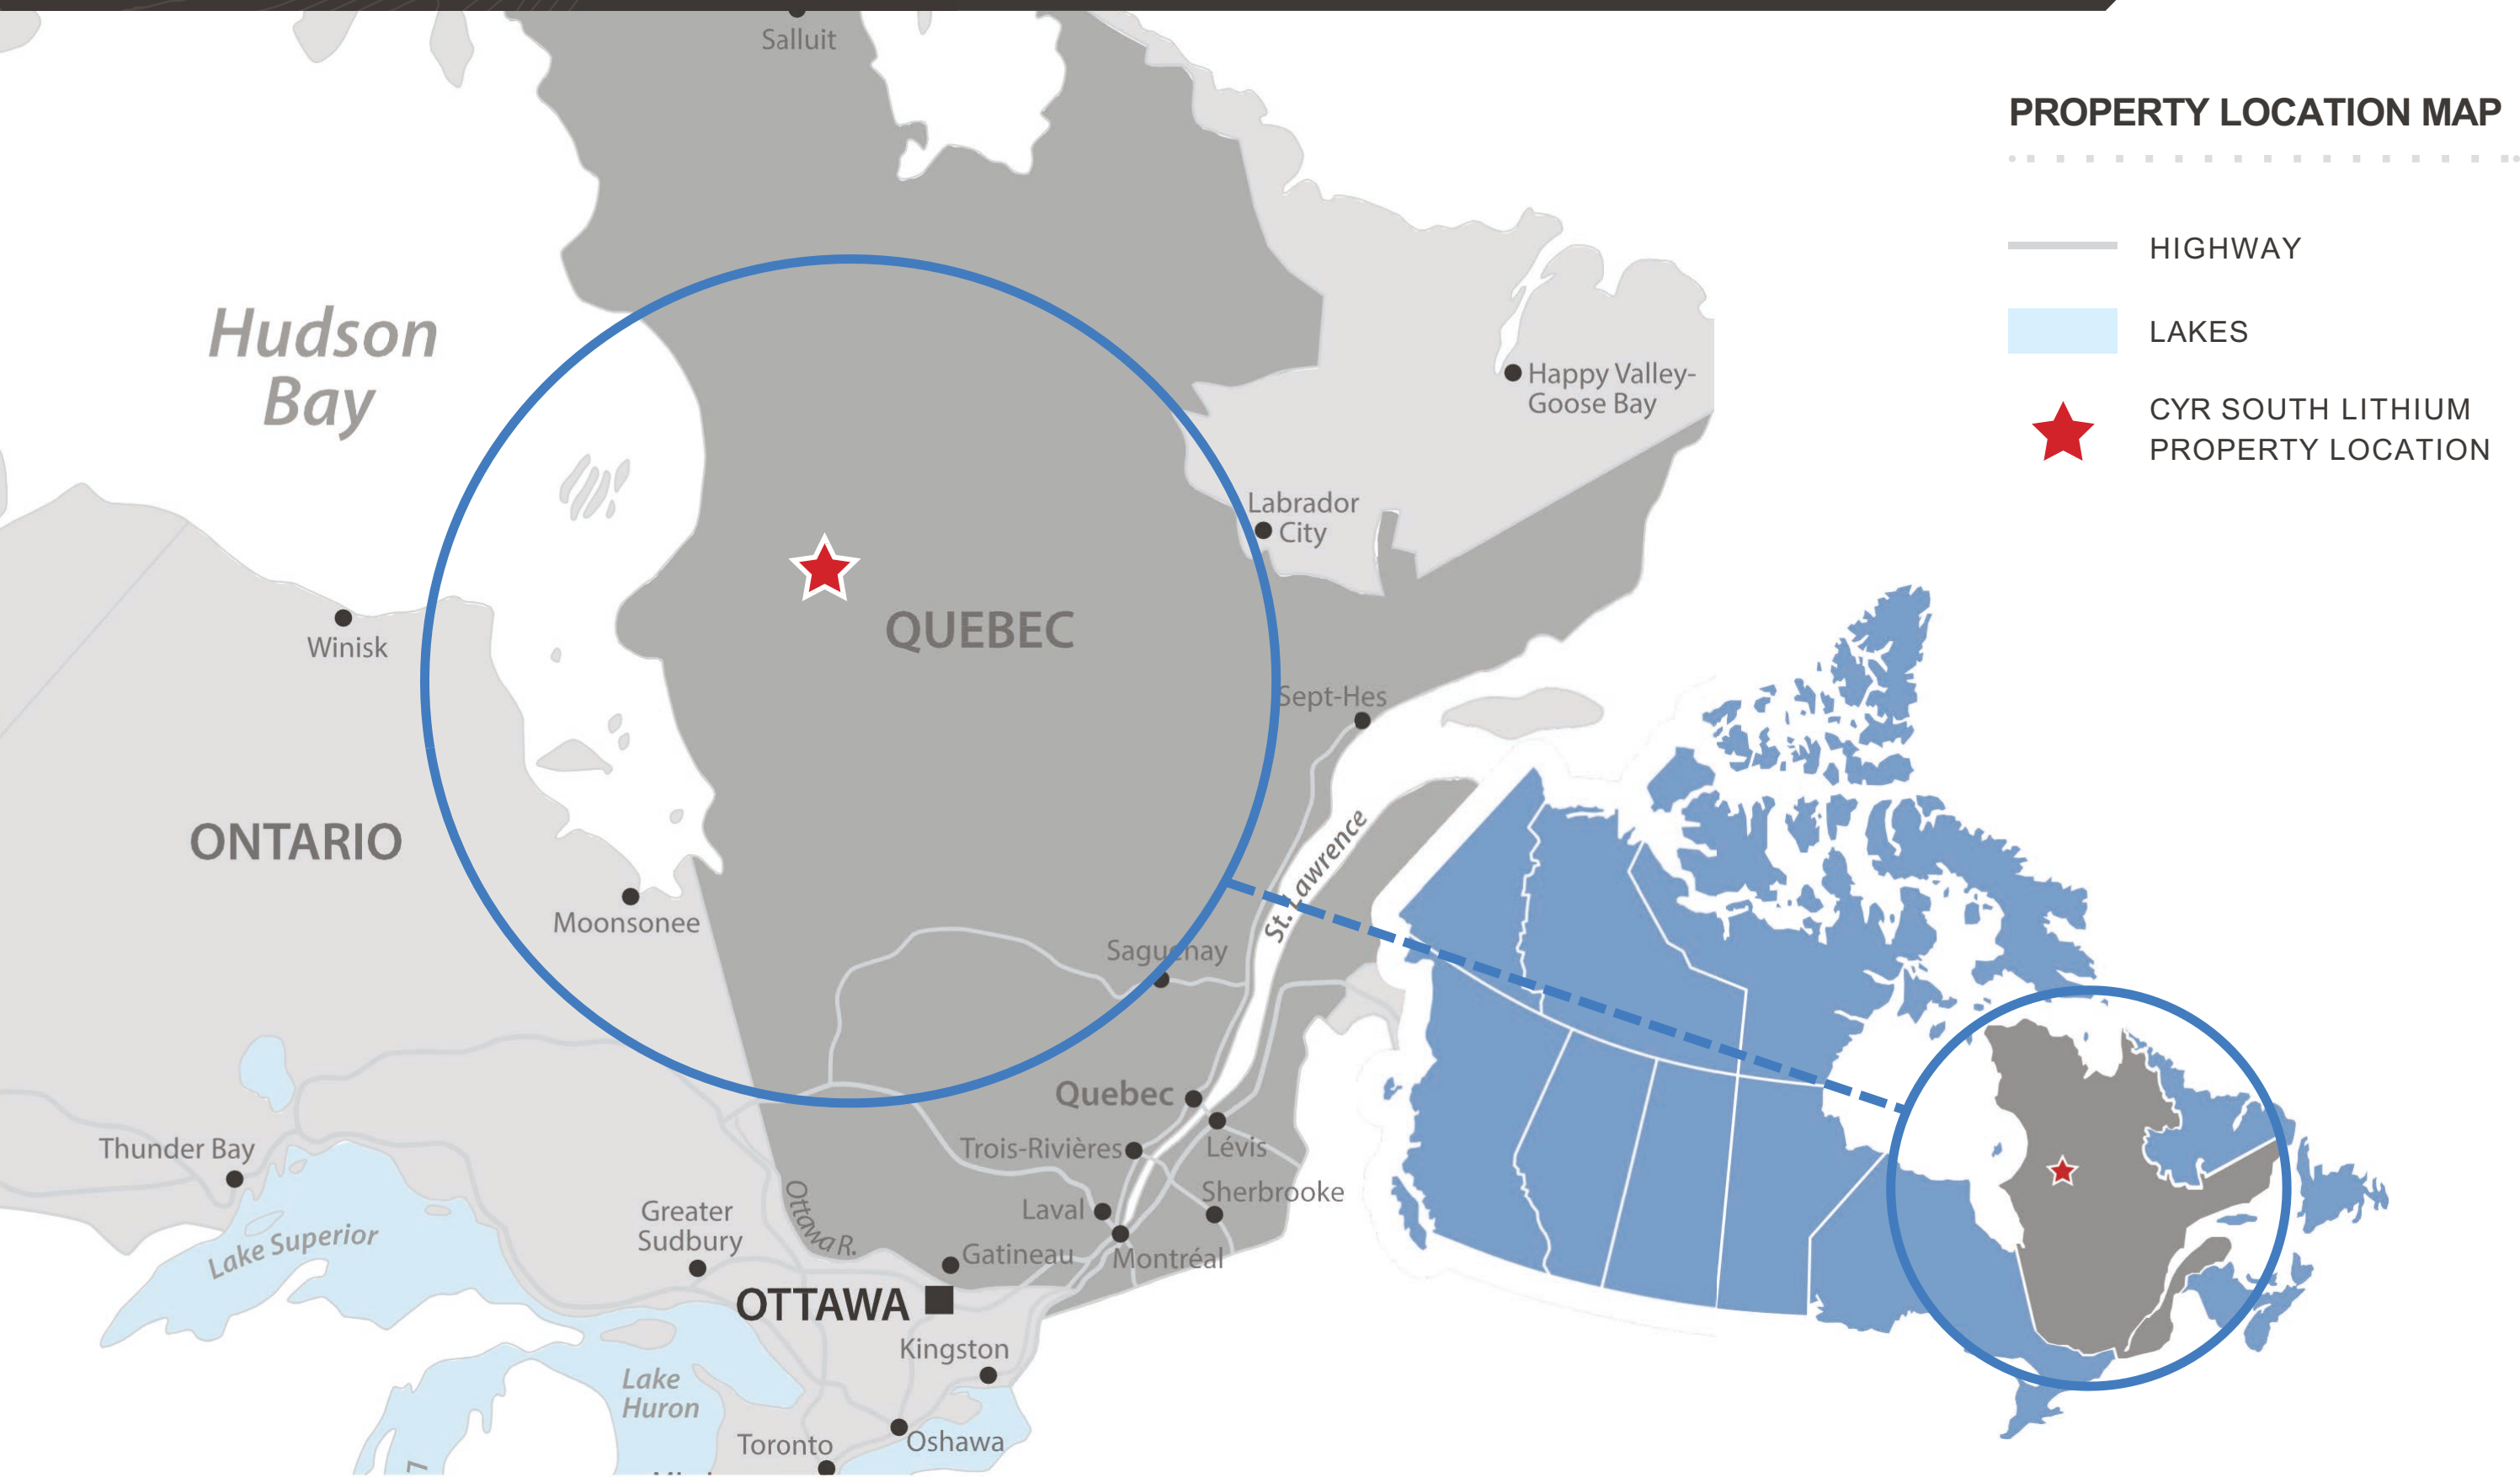 Salluit
PROPERTY LOCATION MAP
HIGHWAY
LAKES
CYR SOUTH LITHIUM
PROPERTY LOCATION
Hudson
Bay
Happy Valley-
Goose Bay
Labrador
City
Winisk
QUEBEC
Sept-Hes
ONTARIO
Moonsonee
St. Lawrence
Saguenay
Quebec
Thunder Bay
Trois-Rivières
Lévis
Ottawa R.
Sherbrooke
Greater
Sudbury
Laval
Lake Superior
Gatineau
Montréal
OTTAWA
Kingston
Lake
Huron
Toronto
Oshawa